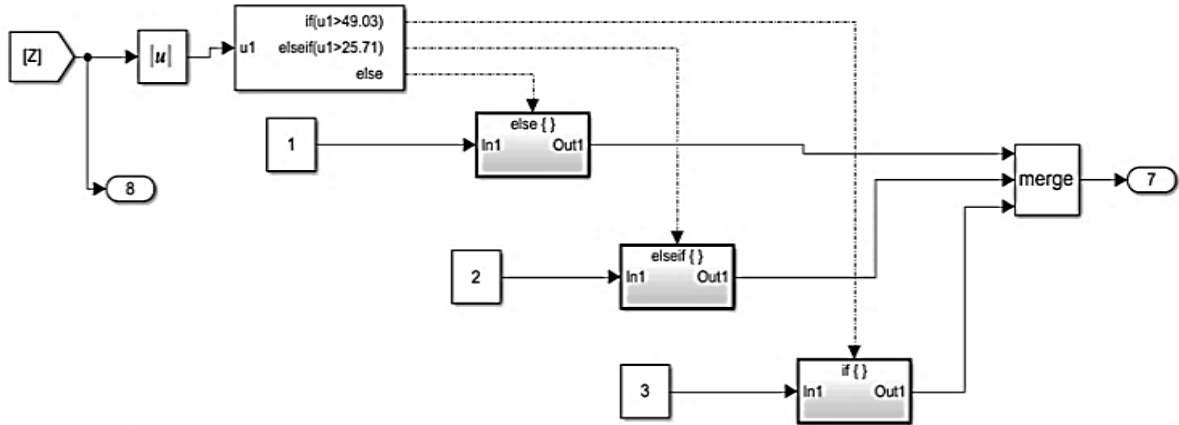 if(u1>49.03)
[Z]
|u|
u1
elseif(u1>25.71)
else
else { }
1
In1
Out1
merge
7
8
elseif { }
2
In1
Out1
if { }
3
In1
Out1